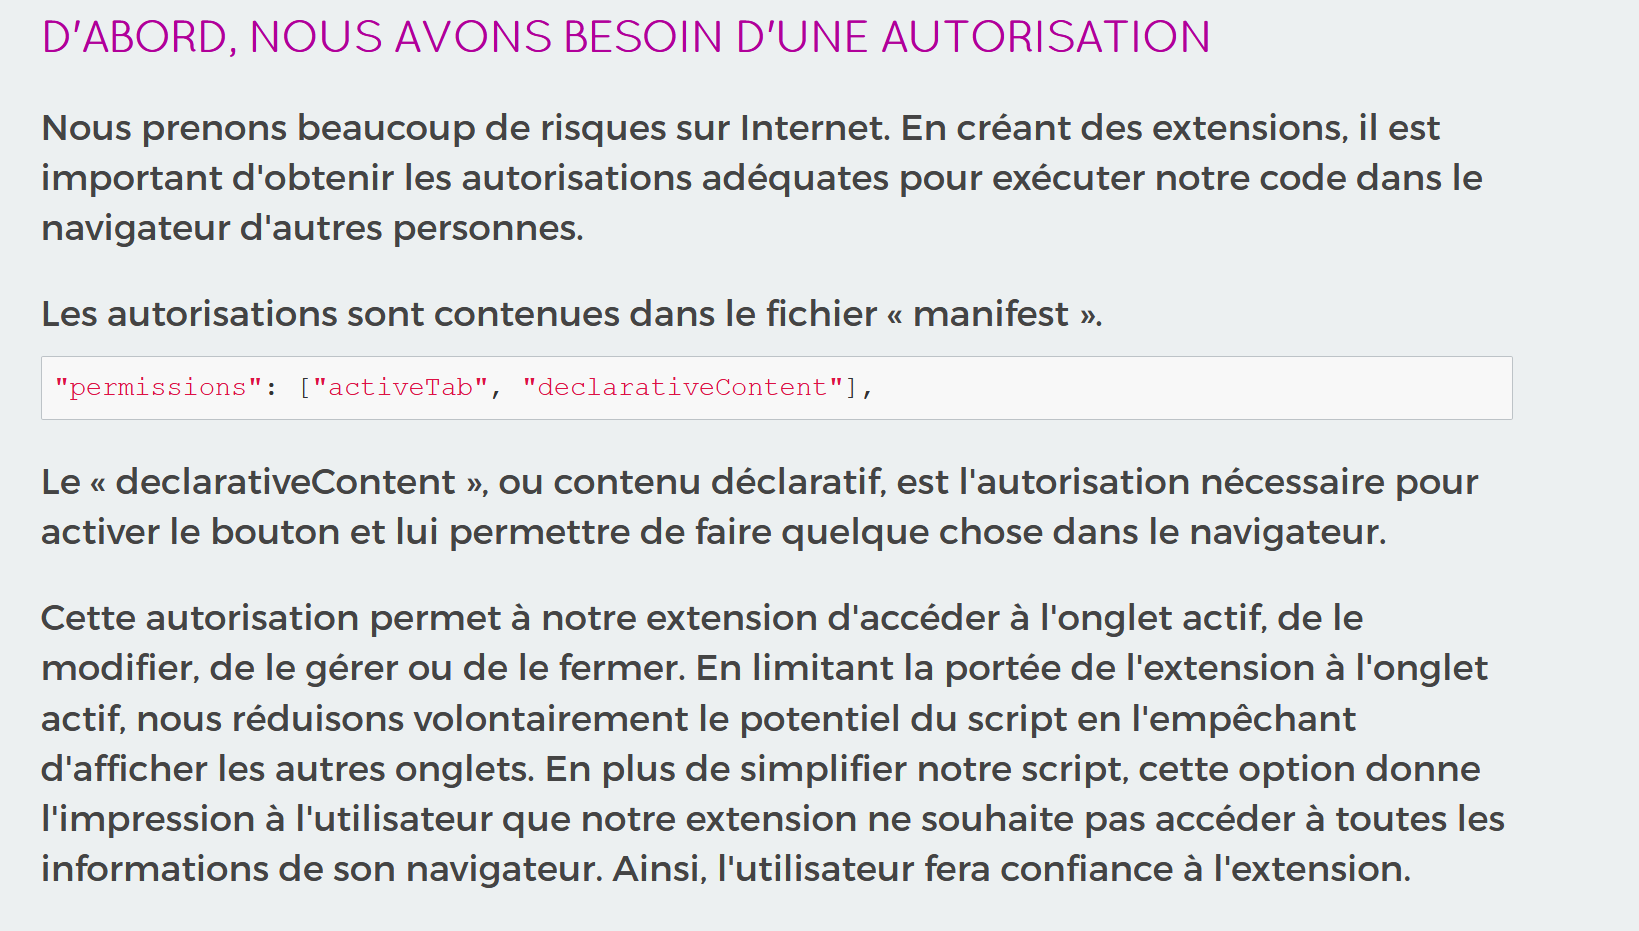 D'ABORD, NOUS AVONS BESOIN D'UNE AUTORISATION
Nous prenons beaucoup de risques sur Internet. En créant des extensions, il est
important d'obtenir les autorisations adéquates pour exécuter notre code dans le
navigateur d'autres personnes.
Les autorisations sont contenues dans le fichier « manifest ».
"permissions": ["activeTab", "declarativeContent"],
Le « declarativeContent », ou contenu déclaratif, est l'autorisation nécessaire pour
activer le bouton et lui permettre de faire quelque chose dans le navigateur.
Cette autorisation permet à notre extension d'accéder à l'onglet actif, de le
modifier, de le gérer ou de le fermer. En limitant la portée de l'extension à l'onglet
actif, nous réduisons volontairement le potentiel du script en l'empêchant
d'afficher les autres onglets. En plus de simplifier notre script, cette option donne
l'impression à l'utilisateur que notre extension ne souhaite pas accéder à toutes les
informations de son navigateur. Ainsi, l'utilisateur fera confiance à l'extension.